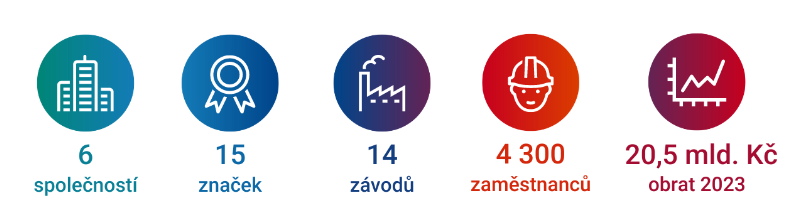 6
společností
15
značek
14
závodů
4 300
zaměstnanců
20,5 mld. Kč
obrat 2023